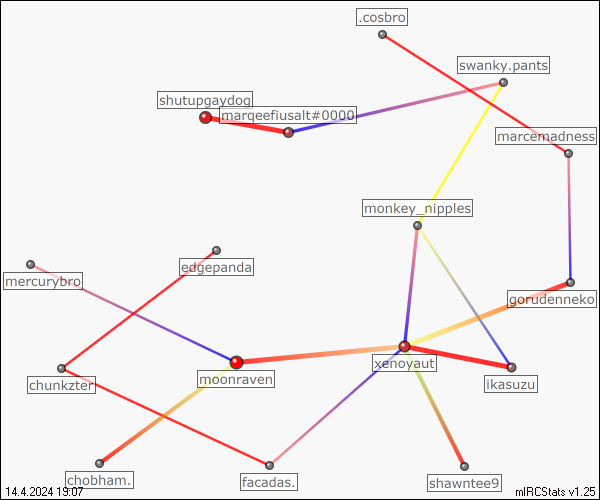 .cosbro
swanky.pants
shutupgaydog
marqeefiusalt#0000
marcernadness
monkey_nipples
edgepanda
mercurybro
gorudenneko
xenoyaut
moonraven
ikasuzu
chunkzter
chobham.
facadas.
shawntee9
14.4.2024 19:07
mIRCStats v1.25